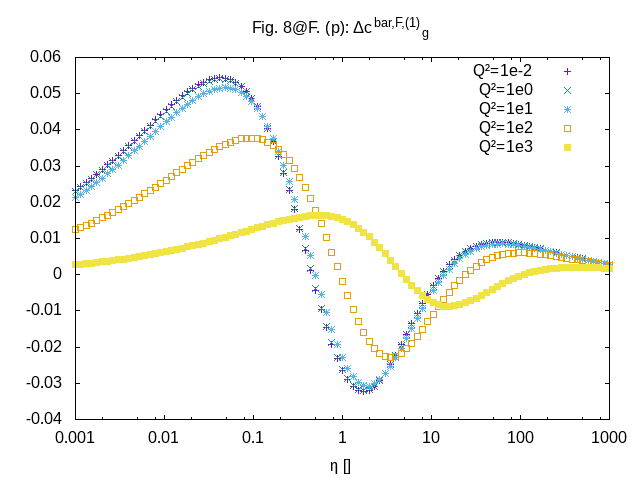 Fig. 8@F. (p): Δc^bar,F,(1)_g
0.06
0.05
0.04
0.03
0.02
0.01
0
-0.01
-0.02
-0.03
-0.04
Q²=1e-2
Q²=1e0
Q²=1e1
Q²=1e2
Q²=1e3
0.001 0.01 0.1 1 10 100 1000
η []